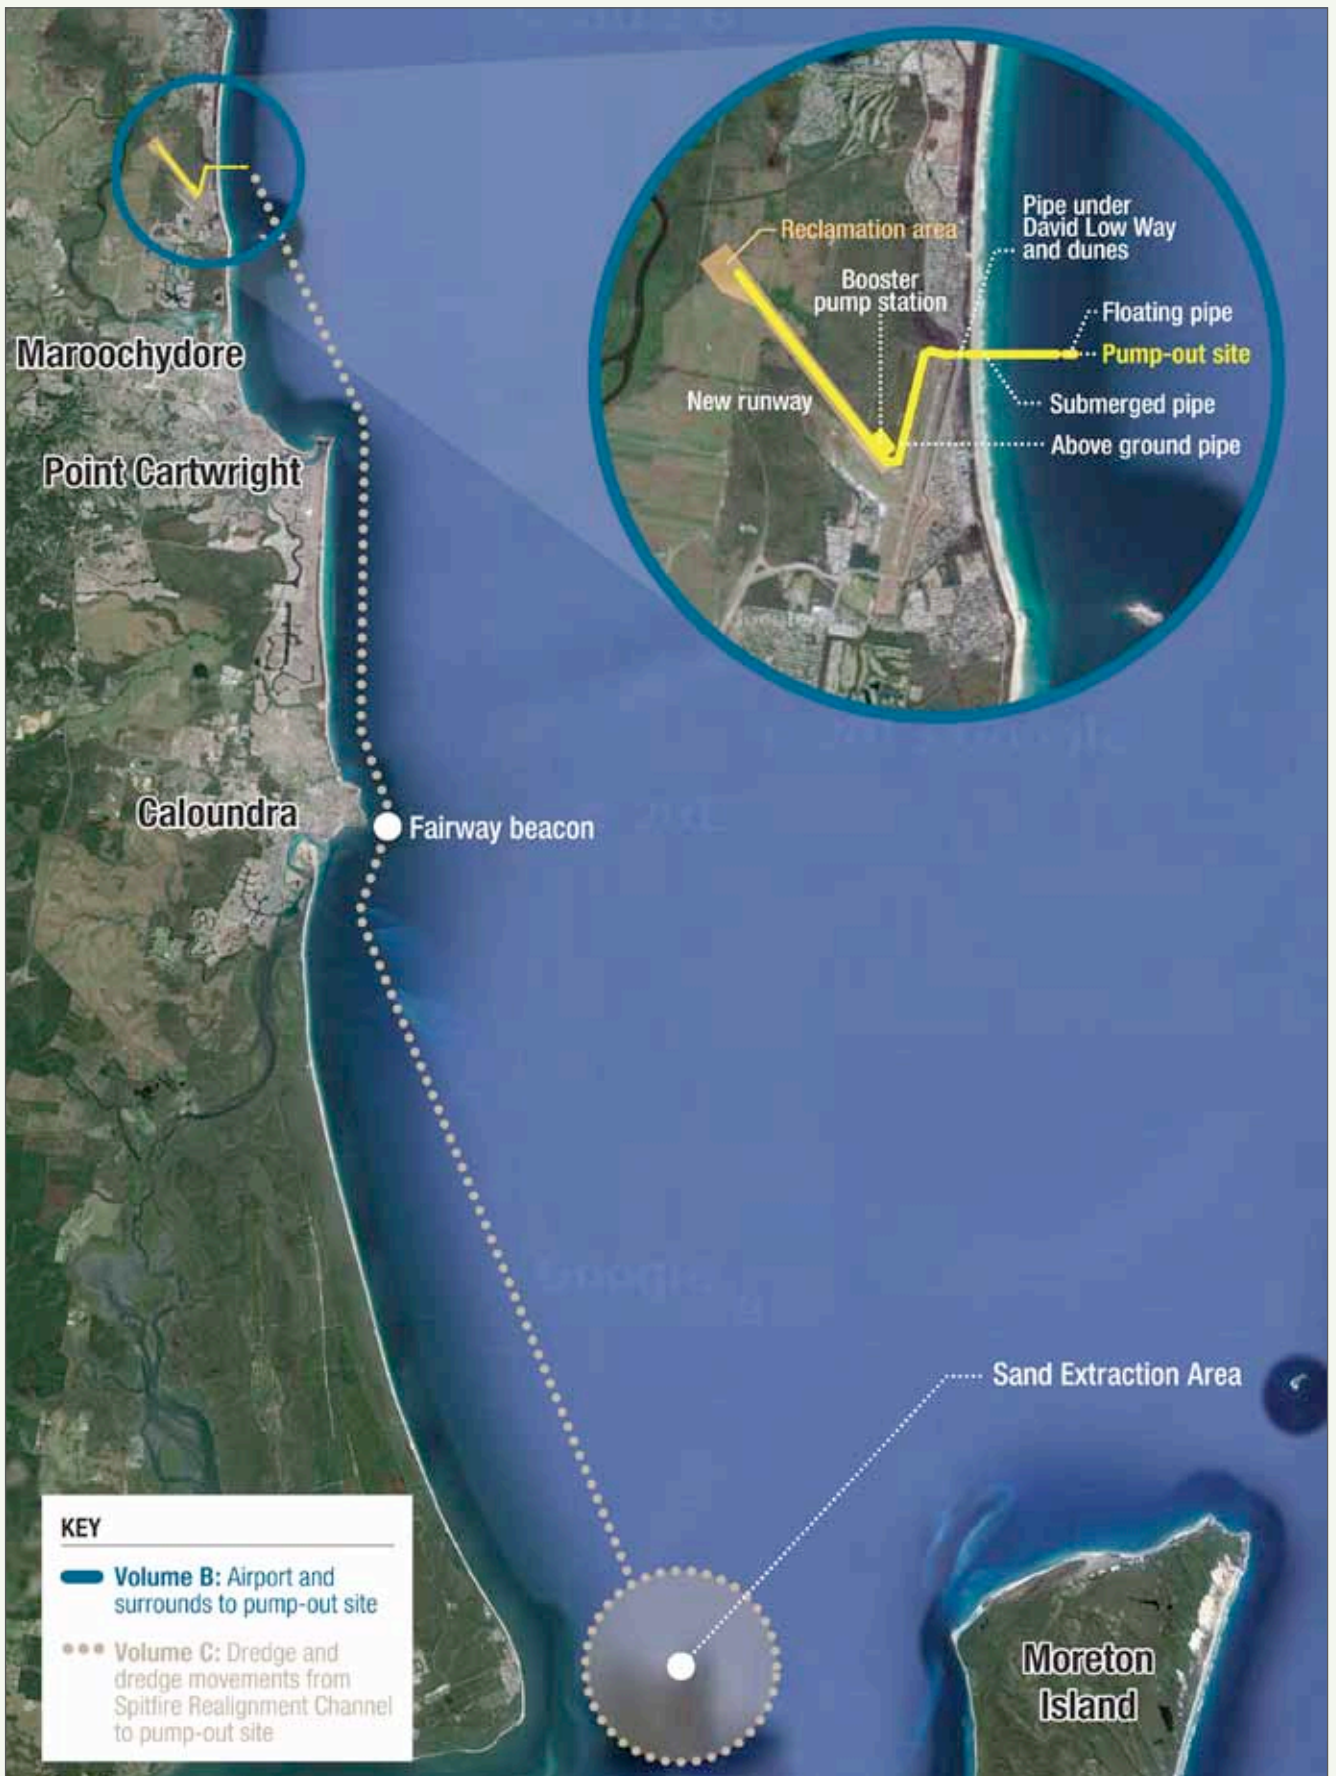 Reclamation area
Pipe under
David Low Way
and dunes
Booster
pump station
Floating pipe
Pump-out site
New runway
Submerged pipe
Above ground pipe
Maroochydore
Point Cartwright
Caloundra
Fairway beacon
Google
Sand Extraction Area
Moreton
Island
KEY
Volume B: Airport and
surrounds to pump-out site
Volume C: Dredge and
dredge movements from
Spitfire Realignment Channel
to pump-out site